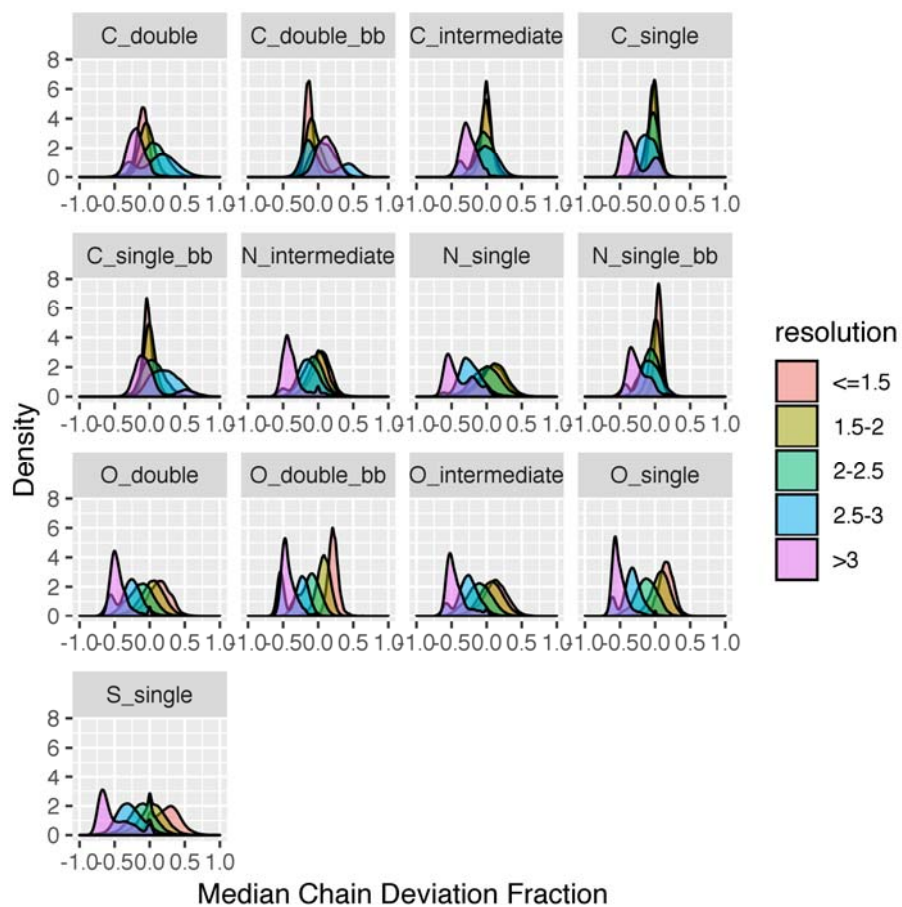 C_double C_double_bb C_intermediate C_single
8
6
4
2
0
-1.0-0.50.0 0.5 1.0-1.0-0.50.0 0.5 1.0-1.0-0.50.0 0.5 1.0-1.0-0.50.0 0.5 1.0
C_single_bb N_intermediate N_single N_single_bb
8
6
4
2
0
-1.0-0.50.0 0.5 1.0-1.0-0.50.0 0.5 1.0-1.0-0.50.0 0.5 1.0-1.0-0.50.0 0.5 1.0
O_double O_double_bb O_intermediate O_single
8
6
4
2
0
-1.0-0.50.0 0.5 1.0-1.0-0.50.0 0.5 1.0-1.0-0.50.0 0.5 1.0-1.0-0.50.0 0.5 1.0
S_single
8
6
4
2
0
-1.0-0.50.0 0.5 1.0
Density
Median Chain Deviation Fraction
resolution
<=1.5
1.5-2
2-2.5
2.5-3
>3